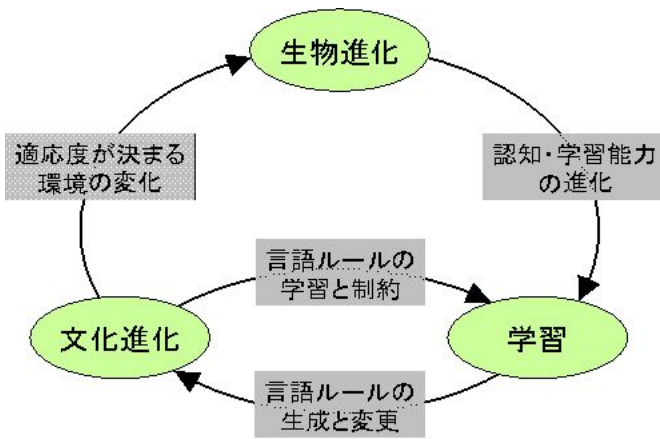 生物進化
適応度が決まる
環境の変化
認知・学習能力
の進化
言語ルールの
学習と制約
文化進化
学習
言語ルールの
生成と変更